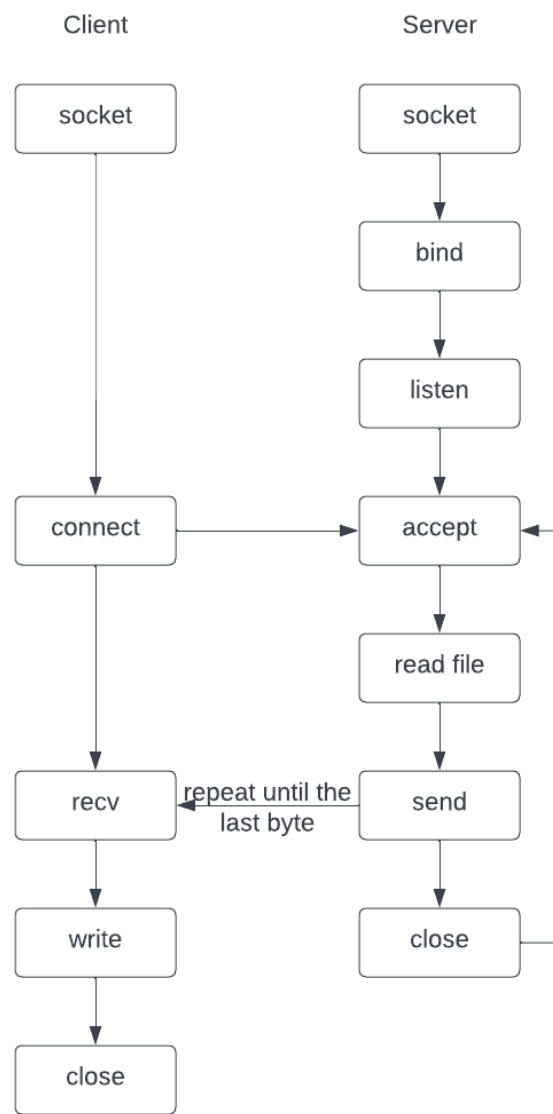 Client
Server
socket
socket
bind
listen
connect
accept
read file
recv
repeat until the
last byte
send
write
close
close